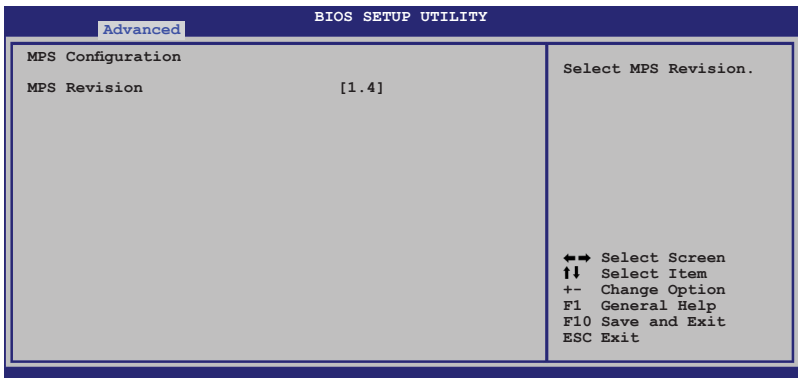 BIOS SETUP UTILITY
Advanced
MPS Configuration
MPS Revision [1.4]
Select MPS Revision.
←→ Select Screen
↑↓ Select Item
+- Change Option
F1 General Help
F10 Save and Exit
ESC Exit